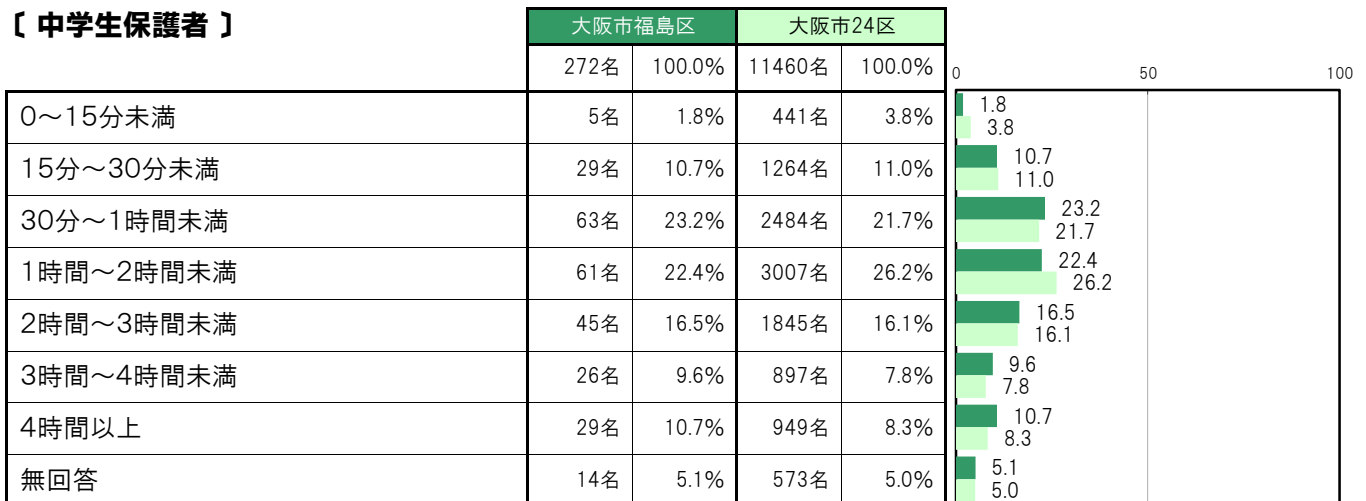 〔 中学生保護者 〕
大阪市福島区 大阪市24区
272名 100.0% 11460名 100.0% 0 50 100
0～15分未満 5名 1.8% 441名 3.8% 1.8
3.8
15分～30分未満 29名 10.7% 1264名 11.0% 10.7
11.0
30分～1時間未満 63名 23.2% 2484名 21.7% 23.2
21.7
1時間～2時間未満 61名 22.4% 3007名 26.2% 22.4
26.2
2時間～3時間未満 45名 16.5% 1845名 16.1% 16.5
16.1
3時間～4時間未満 26名 9.6% 897名 7.8% 9.6
7.8
4時間以上 29名 10.7% 949名 8.3% 10.7
8.3
無回答 14名 5.1% 573名 5.0% 5.1
5.0